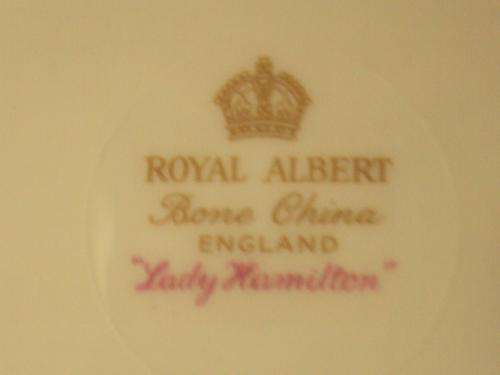 ROYAL ALBERT
Bone China
ENGLAND
"Lady Hamilton"